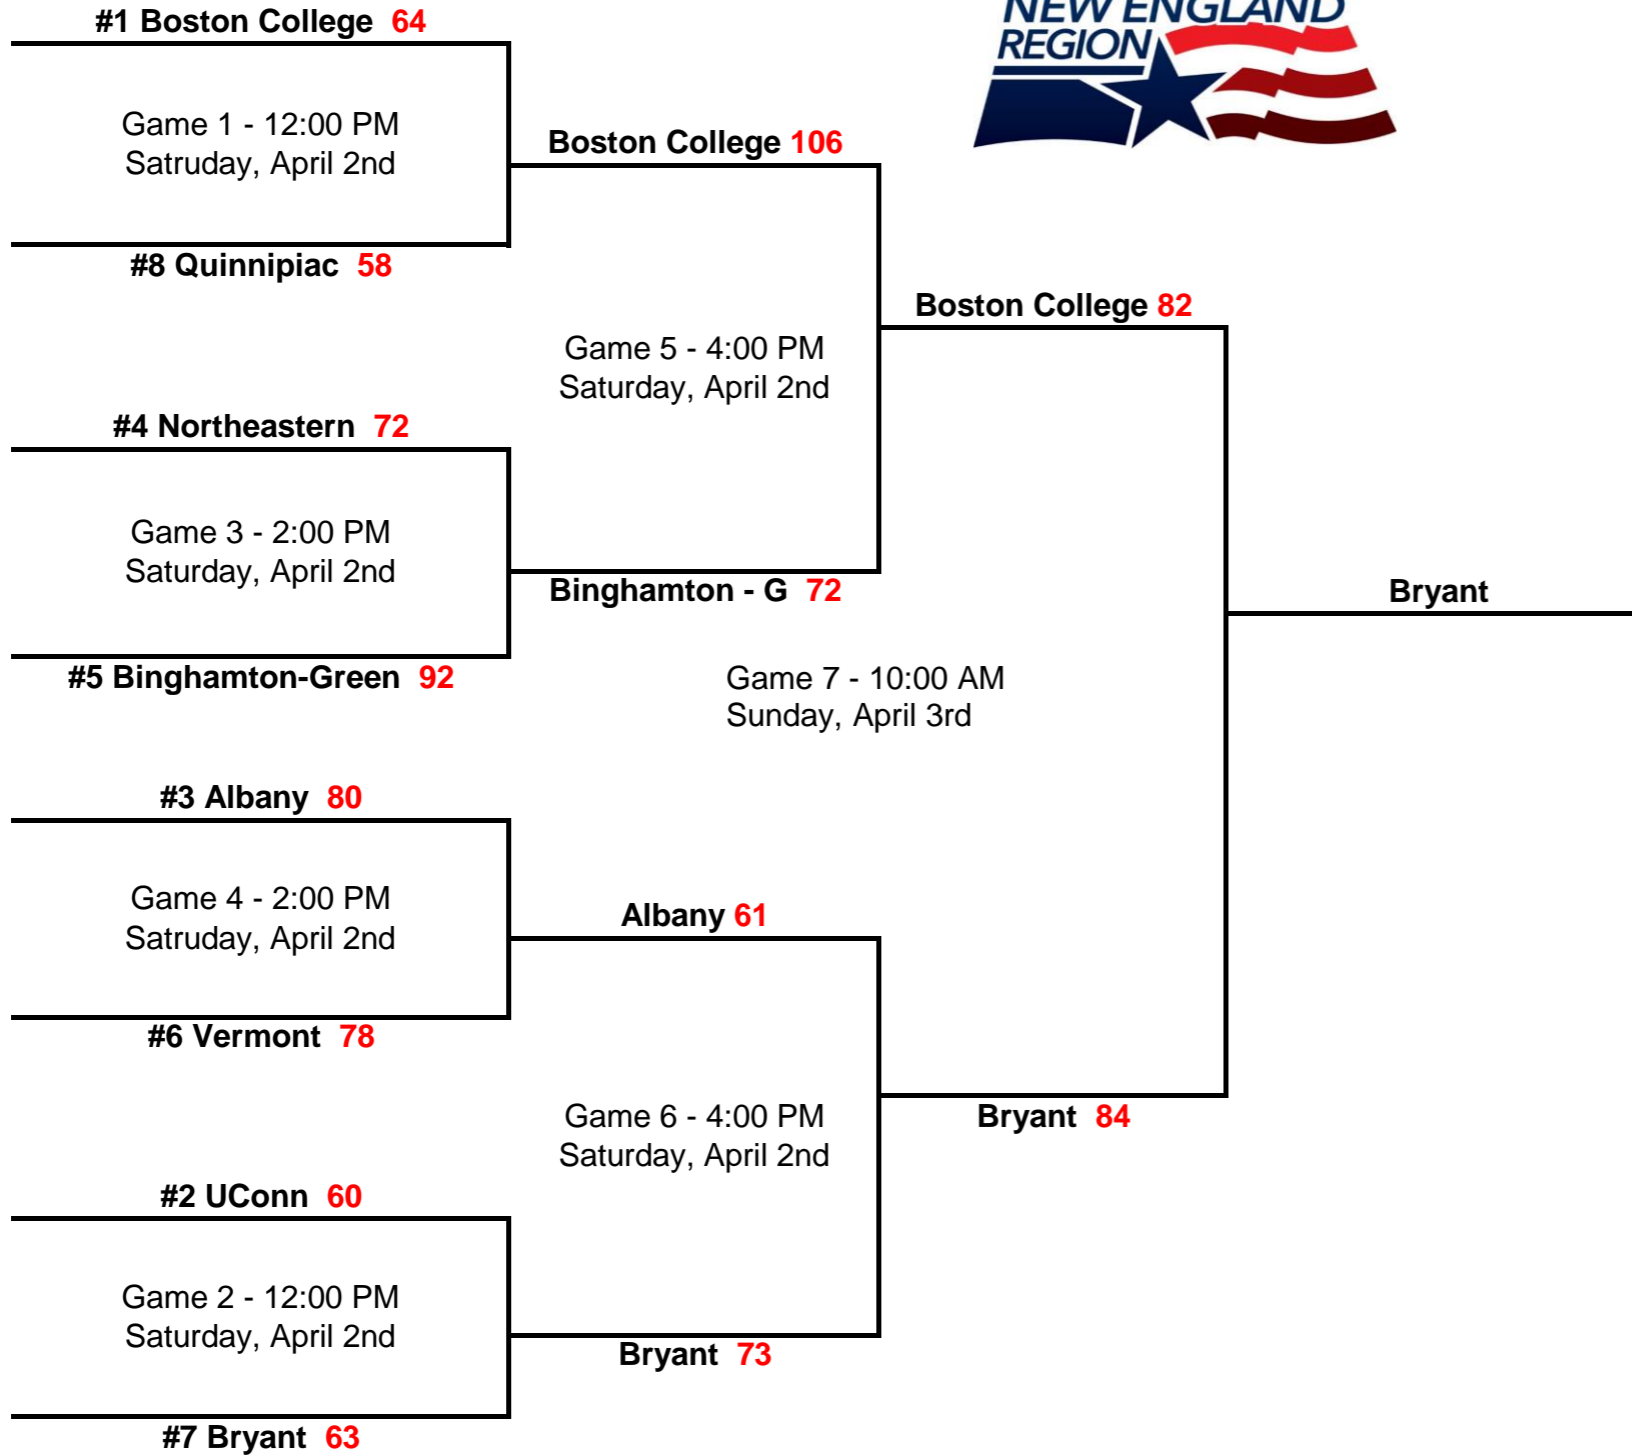 NEW ENGLAND
REGION
#1 Boston College 64
Game 1 - 12:00 PM
Satruday, April 2nd
#8 Quinnipiac 58
Boston College 106
Game 5 - 4:00 PM
Saturday, April 2nd
Binghamton - G 72
#4 Northeastern 72
Game 3 - 2:00 PM
Saturday, April 2nd
#5 Binghamton-Green 92
Boston College 82
Game 7 - 10:00 AM
Sunday, April 3rd
Bryant 84
Bryant
#3 Albany 80
Game 4 - 2:00 PM
Satruday, April 2nd
#6 Vermont 78
Albany 61
Game 6 - 4:00 PM
Saturday, April 2nd
Bryant 73
#2 UConn 60
Game 2 - 12:00 PM
Saturday, April 2nd
#7 Bryant 63